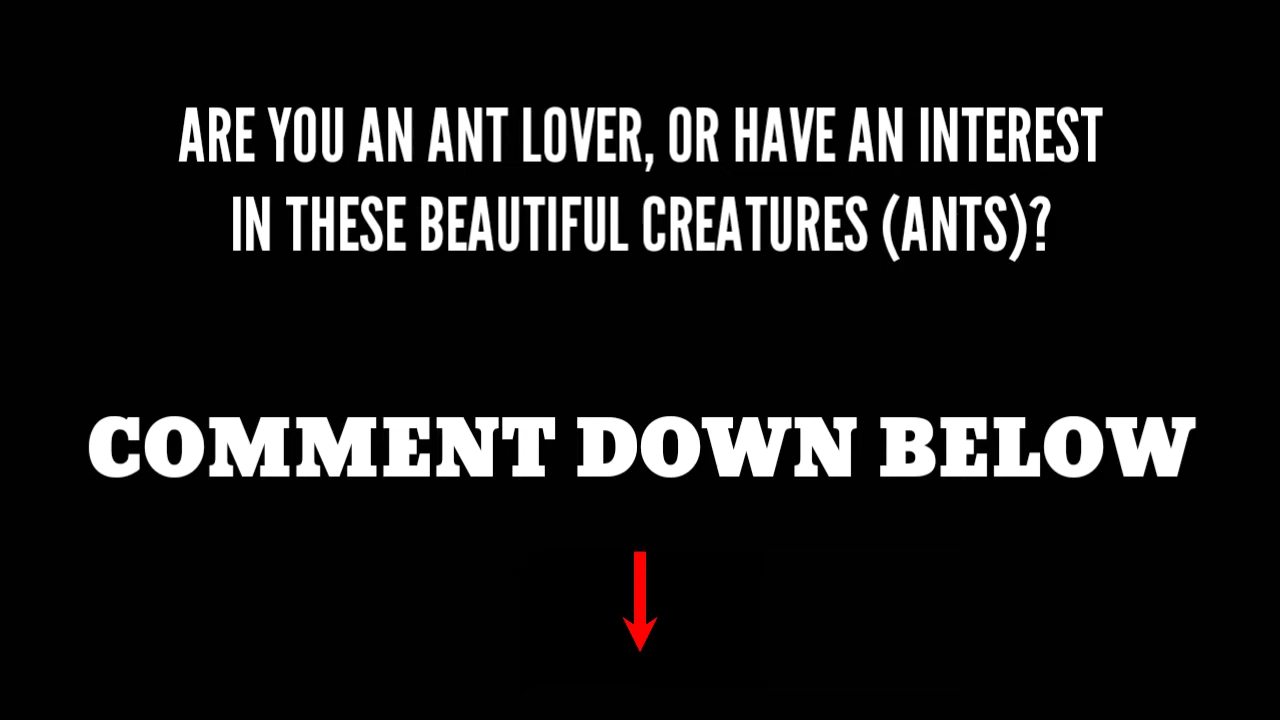 ARE YOU AN ANT LOVER, OR HAVE AN INTEREST
IN THESE BEAUTIFUL CREATURES (ANTS)?
COMMENT DOWN BELOW